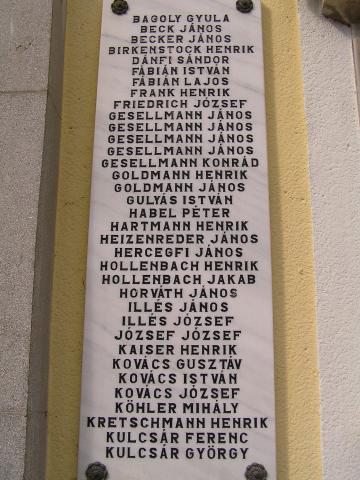 BAGOLY GYULA
BECK JÁNOS
BECKER JÁNOS
BIRKENSTOCK HENRIK
DÁNFI SÁNDOR
FÁBIÁN ISTVÁN
FÁBIÁN LAJOS
FRANK HENRIK
FRIEDRICH JÓZSEF
GESELLMANN JÁNOS
GESELLMANN JÁNOS
GESELLMANN JÁNOS
GESELLMANN JÁNOS
GESELLMANN KONRÁD
GOLDMANN HENRIK
GOLDMANN JÁNOS
GULYÁS ISTVÁN
HABEL PÉTER
HARTMANN HENRIK
HEIZENREDER JÁNOS
HERCEGFI JÁNOS
HOLLENBACH HENRIK
HOLLENBACH JAKAB
HORVÁTH JÁNOS
ILLÉS JÁNOS
ILLÉS JÓZSEF
JÓZSEF JÓZSEF
KAISER HENRIK
KOVÁCS GUSZTÁV
KOVÁCS ISTVÁN
KOVÁCS JÓZSEF
KÖHLER MIHÁLY
KRETSCHMANN HENRIK
KULCSÁR FERENC
KULCSÁR GYÖRGY